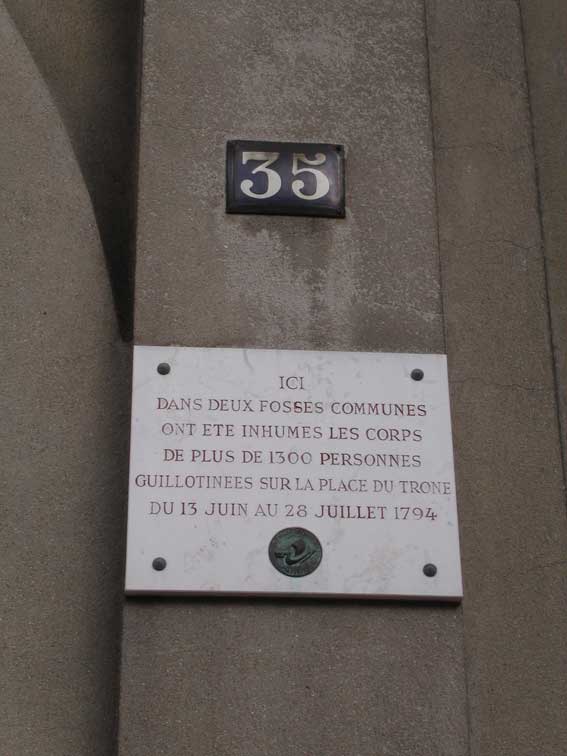 35
ICI
DANS DEUX FOSSES COMMUNES
ONT ETE INHUMES LES CORPS
DE PLUS DE 1300 PERSONNES
GUILLOTINEES SUR LA PLACE DU TRONE
DU 13 JUIN AU 28 JUILLET 1794